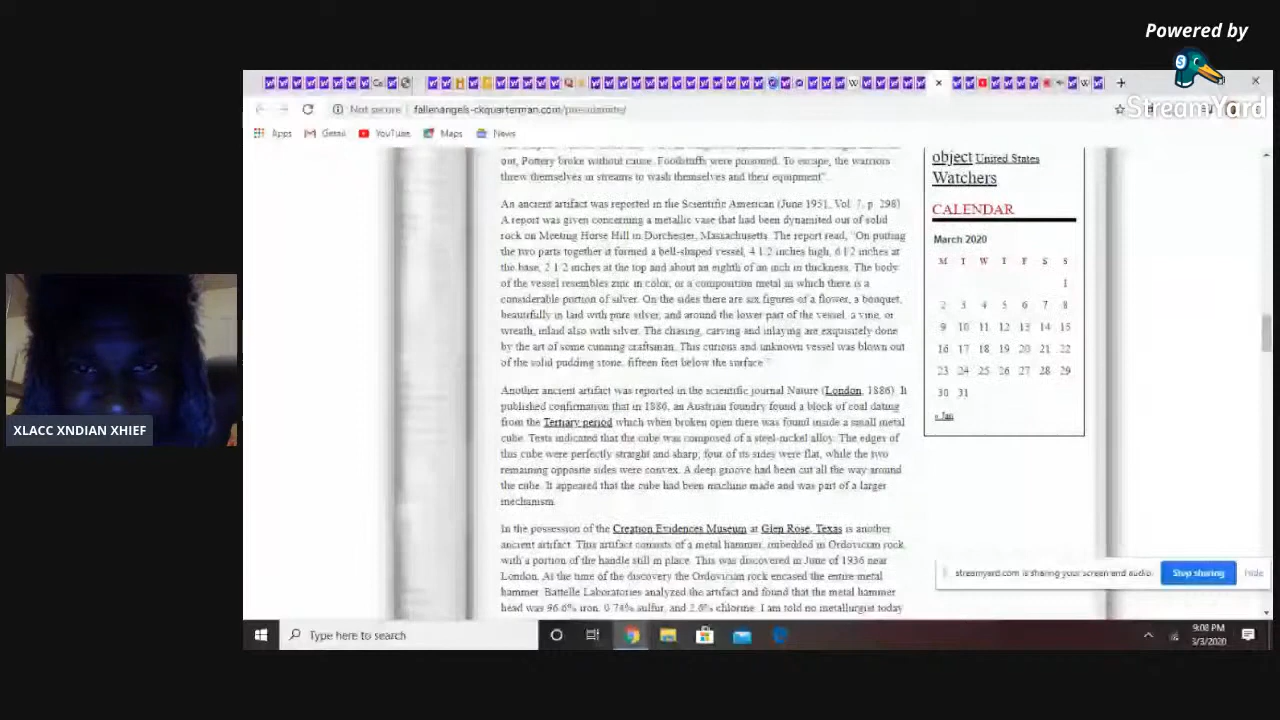 Powered by
StreamYard
Not secure
fallenangels-ckquarterman.com/
Apps
Gmail
YouTube
Maps
News
out, Pottery broke without cause. Foodstuffs were poisoned. To escape, the warriors
threw themselves in streams to wash themselves and their equipment".
An ancient artifact was reported in the Scientific American (June 1951, Vol. 7, p. 298)
A report was given concerning a metallic vase that had been dynamited out of solid
rock on Meeting Horse Hill in Dorchester, Massachusetts. The report read, "On putting
the two parts together it formed a bell-shaped vessel, 4 1/2 inches high, 6 1/2 inches at
the base, 2 1/2 inches at the top and about an eighth of an inch in thickness. The body
of the vessel resembles zinc in color, or a composition metal in which there is a
considerable portion of silver. On the sides there are six figures of a flower, a bouquet,
beautifully in laid with pure silver, and around the lower part of the vessel, a vine, or
wreath, inlaid also with silver. The chasing, carving and inlaying are exquisitely done
by the art of some cunning craftsman. This curious and unknown vessel was blown out
of the solid pudding stone, fifteen feet below the surface."
Another ancient artifact was reported in the scientific journal Nature (London, 1886). It
published confirmation that in 1886, an Austrian foundry found a block of coal dating
from the Tertiary period which when broken open there was found inside a small metal
cube. Tests indicated that the cube was composed of a steel-nickel alloy. The edges of
this cube were perfectly straight and sharp, four of its sides were flat, while the two
remaining opposite sides were convex. A deep groove had been cut all the way around
the cube. It appeared that the cube had been machine made and was part of a larger
mechanism.
In the possession of the Creation Evidences Museum at Glen Rose, Texas is another
ancient artifact. This artifact consists of a metal hammer, embedded in Ordovician rock,
with a portion of the handle still in place. This was discovered in June of 1936 near
London. At the time of the discovery the Ordovician rock encased the entire metal
hammer. Battelle Laboratories analyzed the artifact and found that the metal hammer
head was 96.6% iron, 0.74% sulfur, and 2.6% chlorine. I am told no metallurgist today
object United States
Watchers
CALENDAR
March 2020
M T W T F S S
1
2 3 4 5 6 7 8
9 10 11 12 13 14 15
16 17 18 19 20 21 22
23 24 25 26 27 28 29
30 31
« Jan
XLACC XNDIAN XHIEF
streamyard.com is sharing your screen and audio.
Stop sharing
hide
Type here to search
9:08 PM
3/3/2020